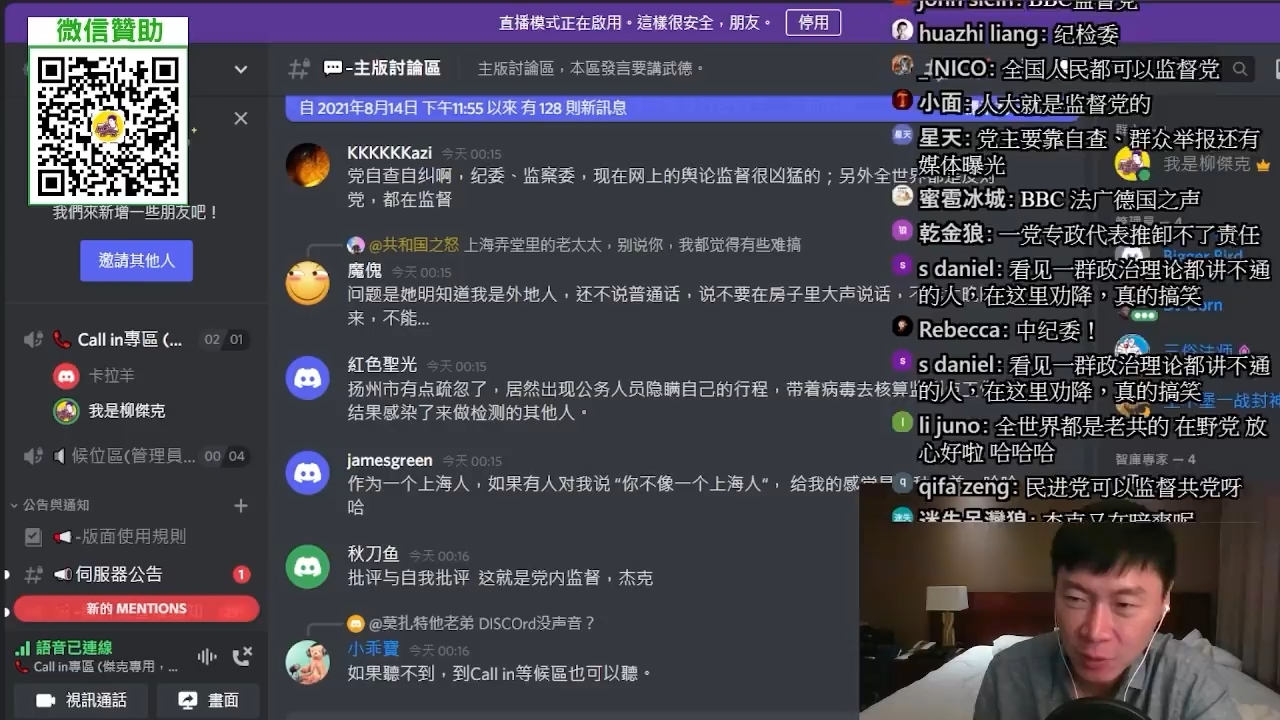 直播模式正在啟用。這樣很安全，朋友。
停用
微信贊助
我們來新增一些朋友吧！
邀請其他人
Call in專區 (...
02 01
卡拉羊
我是柳傑克
候位區(管理員...
00 04
公告與通知
-版面使用規則
伺服器公告
1
新的 MENTIONS
語音已連線
Call in專區 (傑克專用，...
視訊通話
畫面
-主版討論區
主版討論區，本區發言要講武德。
自 2021年8月14日 下午11:55 以來 有 128 則新訊息
KKKKKKazi 今天 00:15
党自查自纠啊，纪委、监察委，现在网上的舆论监督很凶猛的；另外全世界都是反对
党，都在监督
@共和国之怒 上海弄堂里的老太太，别说你，我都觉得有些难搞
魔傀 今天 00:15
问题是她明知道我是外地人，还不说普通话，说不要在房子里大声说话，不
来，不能...
紅色聖光 今天 00:15
扬州市有点疏忽了，居然出现公务人员隐瞒自己的行程，带着病毒去核算
结果感染了来做检测的其他人。
jamesgreen 今天 00:15
作为一个上海人，如果有人对我说 “你不像一个上海人“， 给我的感觉是
哈
秋刀鱼 今天 00:16
批评与自我批评 这就是党内监督，杰克
@莫扎特他老弟 DISCOrd没声音？
小乖寶 今天 00:16
如果聽不到，到Call in等候區也可以聽。
john stein: BBC监督党
huazhi liang: 纪检委
_ NICO: 全国人民都可以监督党
小面: 人大就是监督党的
星天: 党主要靠自查、群众举报还有
媒体曝光
蜜雹冰城: BBC 法广德国之声
乾金狼: 一党专政代表推卸不了责任
s daniel: 看见一群政治理论都讲不通
的人，在这里劝降，真的搞笑
Rebecca: 中纪委！
s daniel: 看见一群政治理论都讲不通
的人，在这里劝降，真的搞笑
li juno: 全世界都是老共的 在野党 放
心好啦 哈哈哈
qifa zeng: 民进党可以监督共党呀
我是柳傑克
智庫專家 — 4